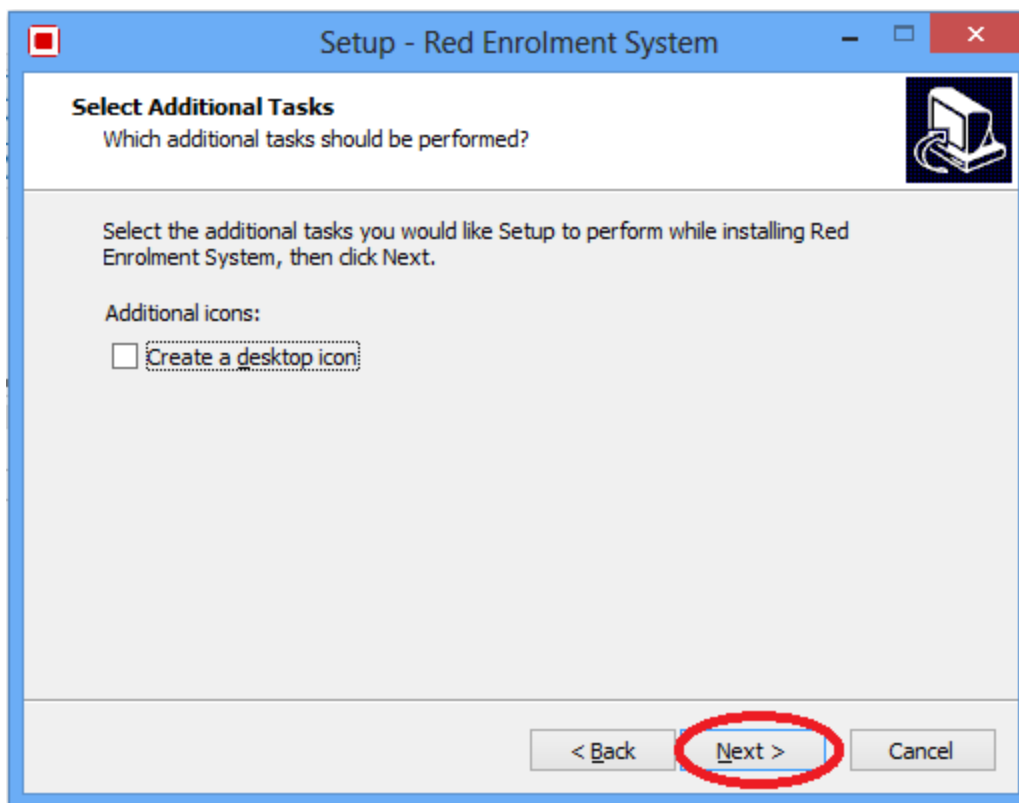 Setup - Red Enrolment System
Select Additional Tasks
Which additional tasks should be performed?
Select the additional tasks you would like Setup to perform while installing Red
Enrolment System, then click Next.
Additional icons:
Create a desktop icon
< Back Next > Cancel